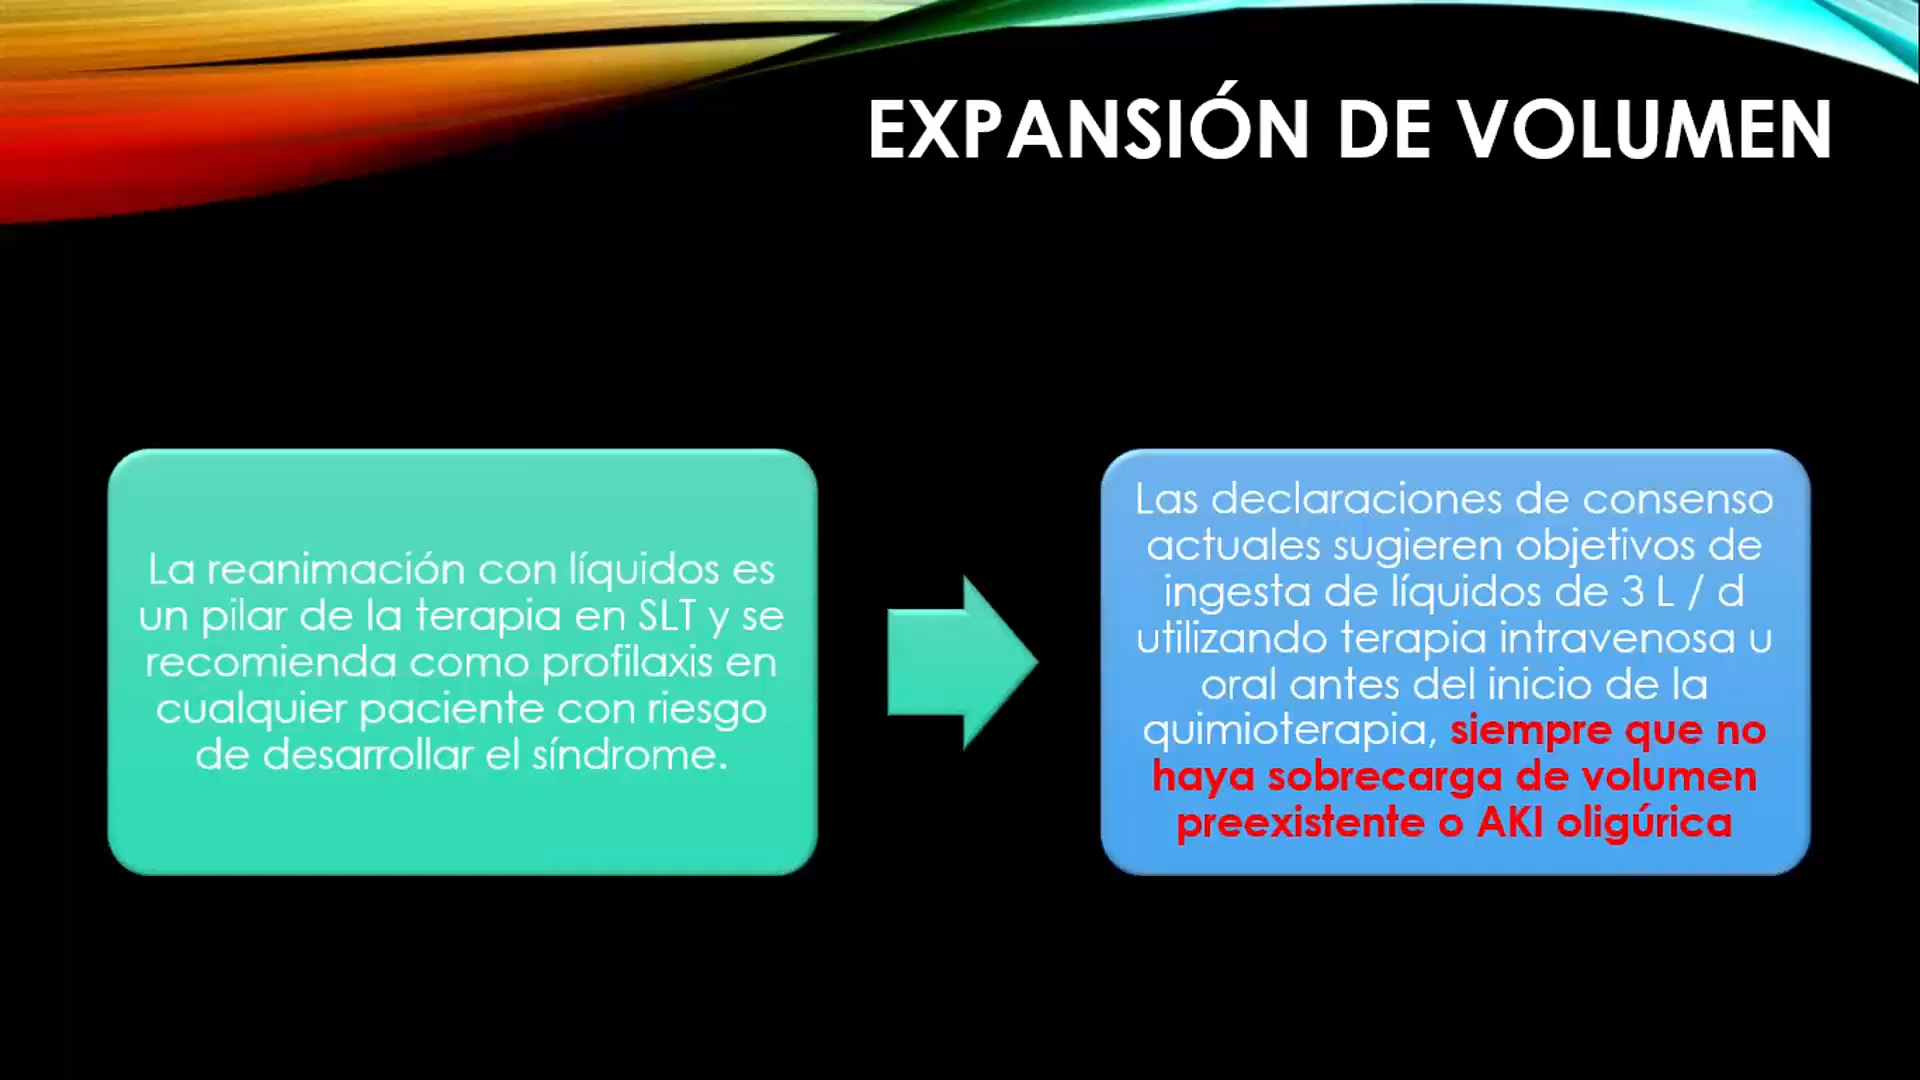 EXPANSIÓN DE VOLUMEN
La reanimación con líquidos es
un pilar de la terapia en SLT y se
recomienda como profilaxis en
cualquier paciente con riesgo
de desarrollar el síndrome.
Las declaraciones de consenso
actuales sugieren objetivos de
ingesta de líquidos de 3 L / d
utilizando terapia intravenosa u
oral antes del inicio de la
quimioterapia, siempre que no
haya sobrecarga de volumen
preexistente o AKI oligúrica